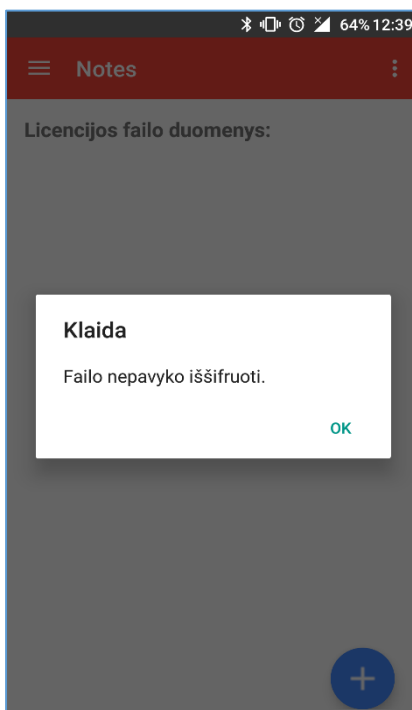 64% 12:39
Notes
Licencijos failo duomenys:
Klaida
Failo nepavyko iššifruoti.
OK